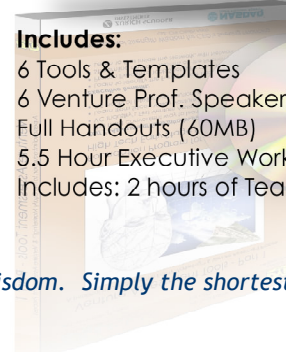 Includes:
6 Tools & Templates
6 Venture Prof. Speaker
Full Handouts (60MB)
5.5 Hour Executive Work
Includes: 2 hours of Tea
isdom. Simply the shortest